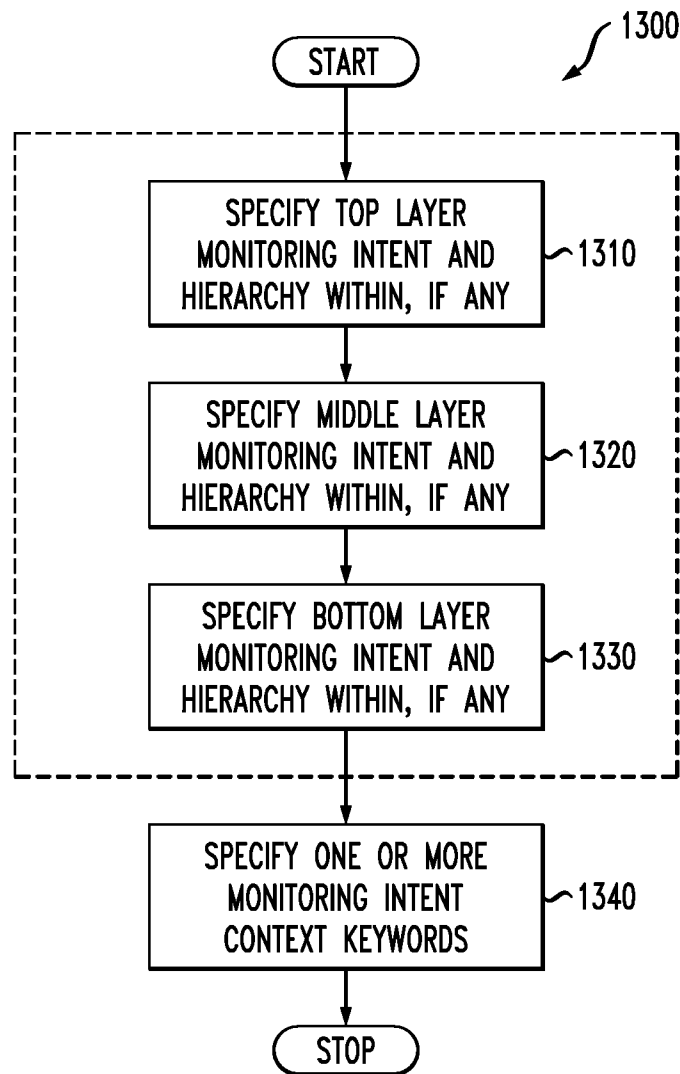 1300
START
SPECIFY TOP LAYER
MONITORING INTENT AND
HIERARCHY WITHIN, IF ANY
1310
SPECIFY MIDDLE LAYER
MONITORING INTENT AND
HIERARCHY WITHIN, IF ANY
1320
SPECIFY BOTTOM LAYER
MONITORING INTENT AND
HIERARCHY WITHIN, IF ANY
1330
SPECIFY ONE OR MORE
MONITORING INTENT
CONTEXT KEYWORDS
1340
STOP